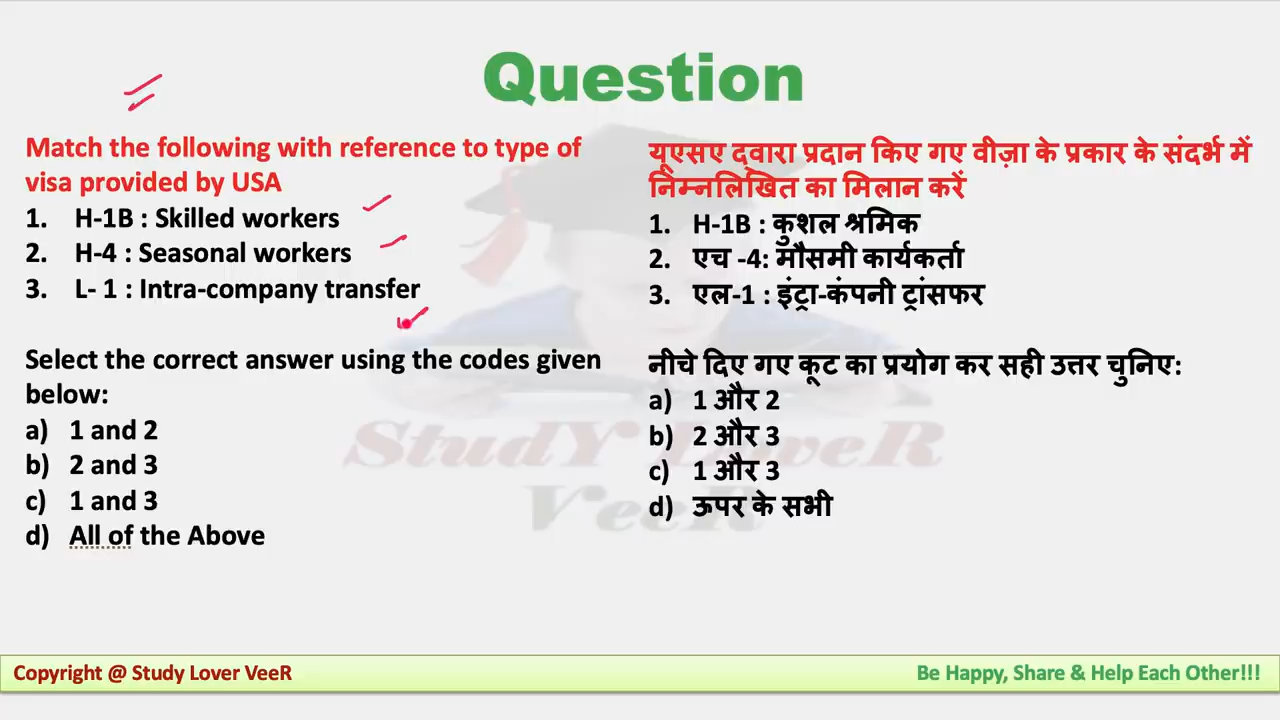 Question
Match the following with reference to type of
visa provided by USA
1. H-1B : Skilled workers
2. H-4 : Seasonal workers
3. L- 1 : Intra-company transfer
Select the correct answer using the codes given
below:
a) 1 and 2
b) 2 and 3
c) 1 and 3
d) All of the Above
यूएसए द्वारा प्रदान किए गए वीज़ा के प्रकार के संदर्भ में
निम्नलिखित का मिलान करें
1. H-1B : कुशल श्रमिक
2. एच -4: मौसमी कार्यकर्ता
3. एल-1 : इंट्रा-कंपनी ट्रांसफर
नीचे दिए गए कूट का प्रयोग कर सही उत्तर चुनिए:
a) 1 और 2
b) 2 और 3
c) 1 और 3
d) ऊपर के सभी
StudY LoveR
VeeR
Copyright @ Study Lover VeeR
Be Happy, Share & Help Each Other!!!